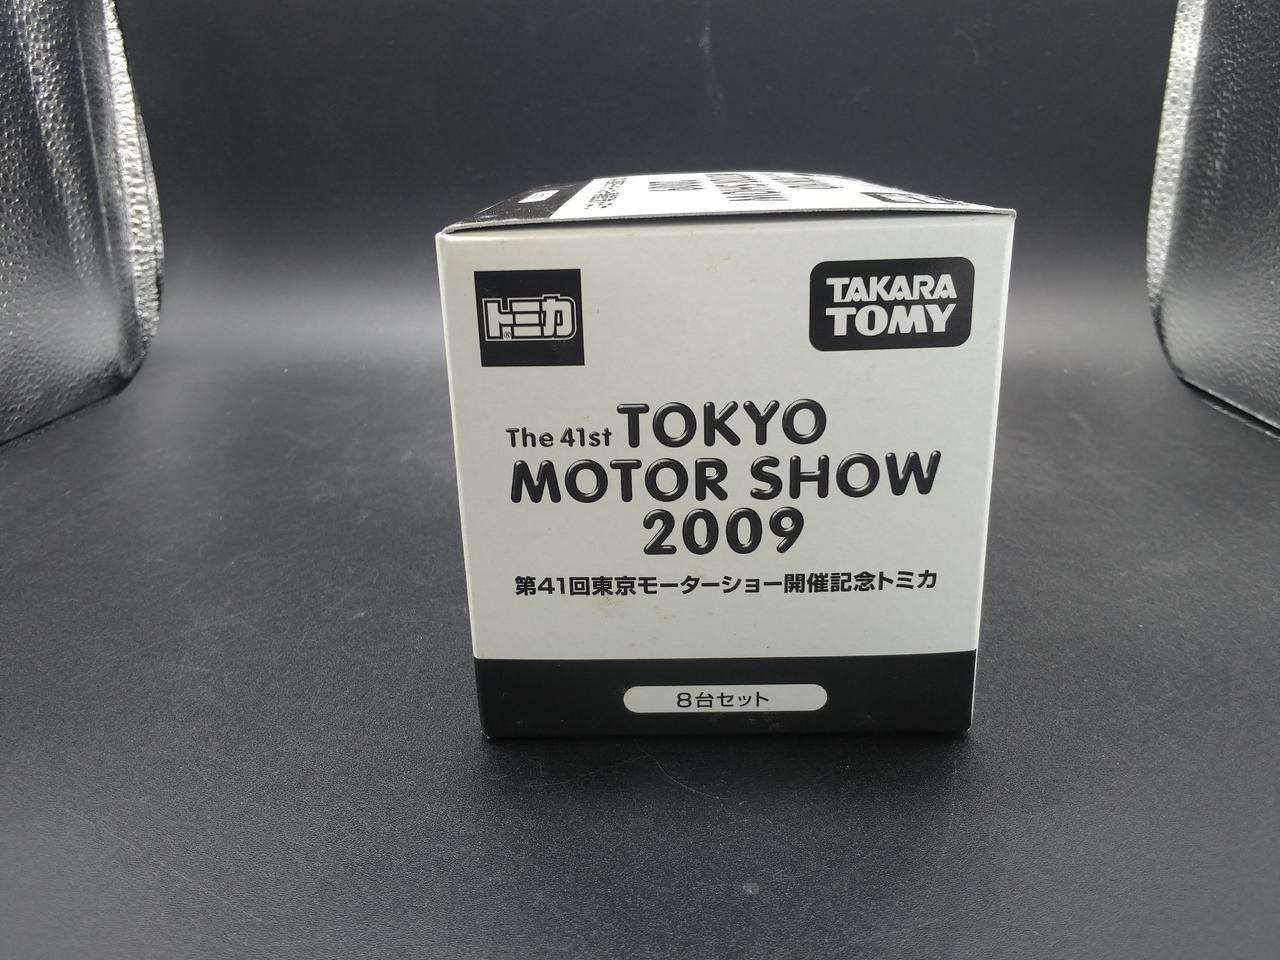 トミカ®
TAKARA
TOMY
The 41st TOKYO
MOTOR SHOW
2009
第41回東京モーターショー開催記念トミカ
8台セット